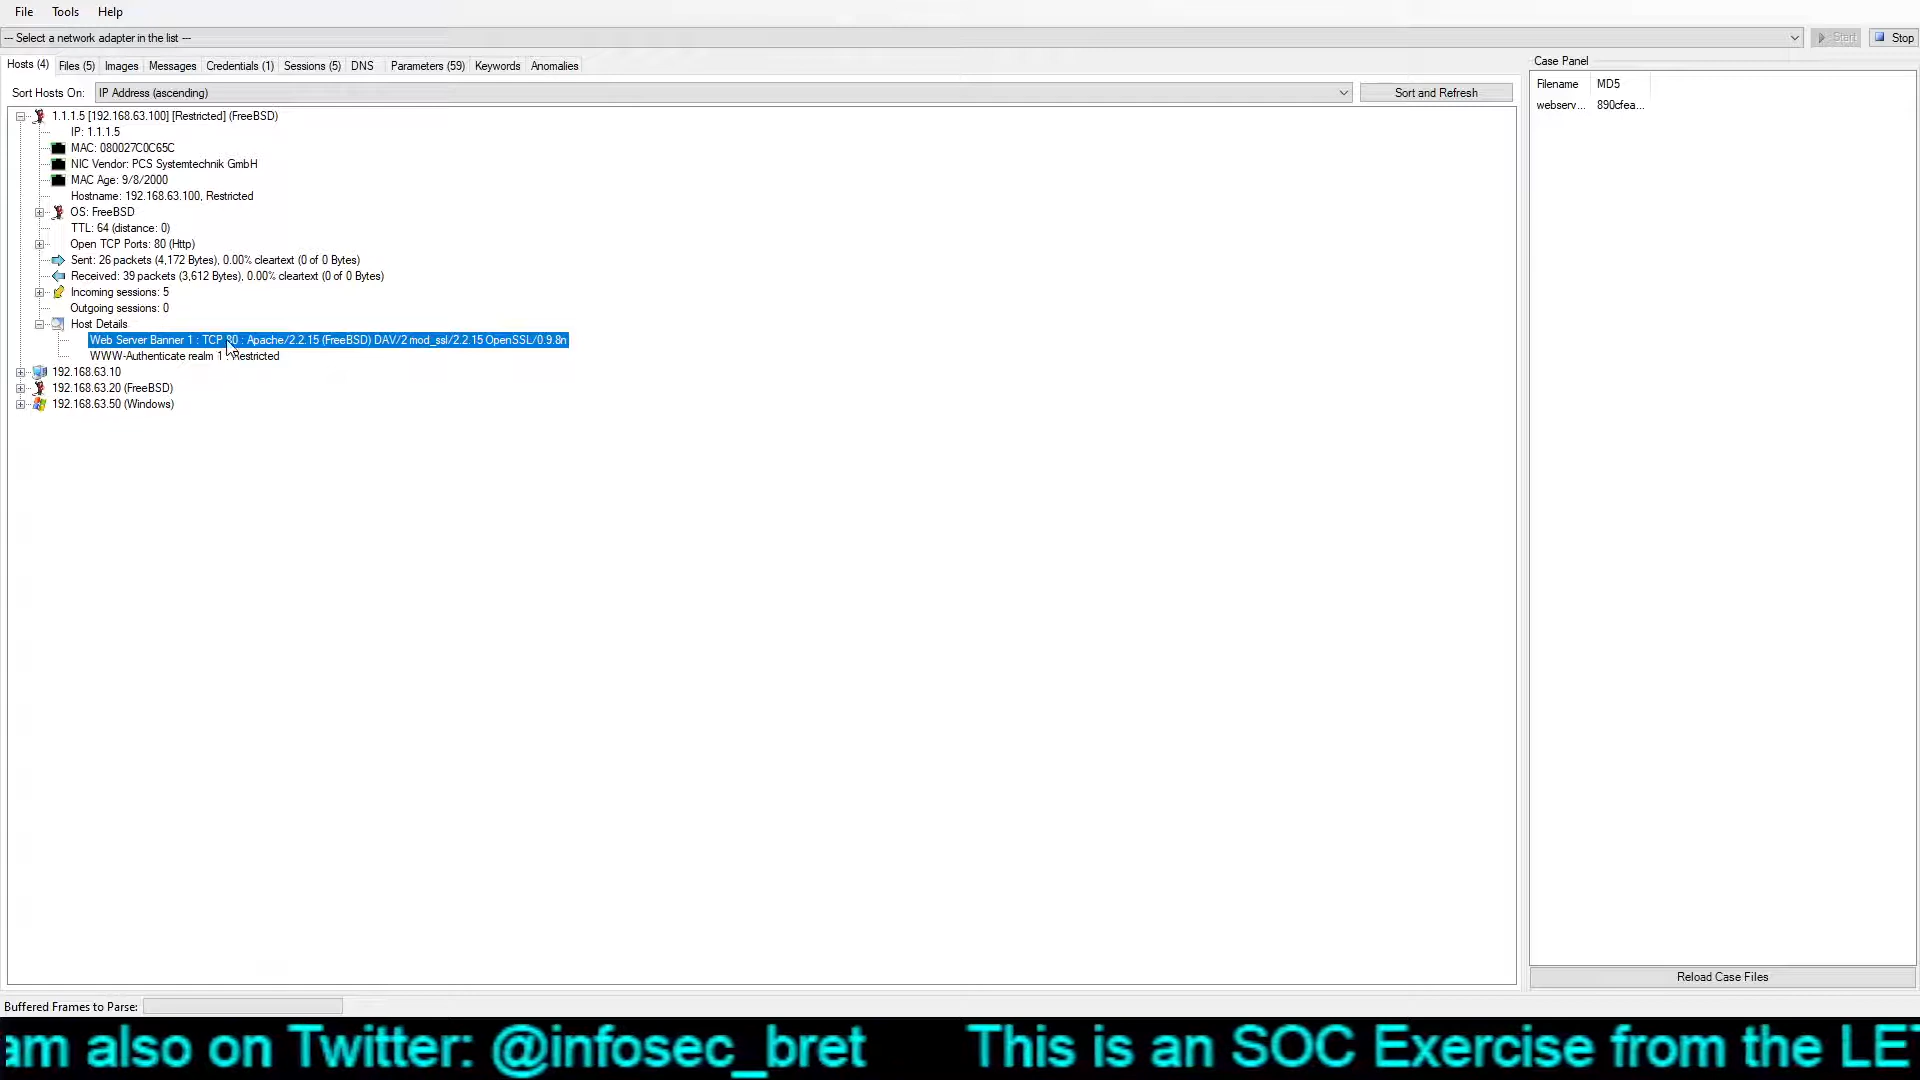 File Tools Help
--- Select a network adapter in the list ---
Start Stop
Hosts (4) Files (5) Images Messages Credentials (1) Sessions (5) DNS Parameters (59) Keywords Anomalies
Sort Hosts On: IP Address (ascending) Sort and Refresh
1.1.1.5 [192.168.63.100] [Restricted] (FreeBSD)
IP: 1.1.1.5
MAC: 080027C0C65C
NIC Vendor: PCS Systemtechnik GmbH
MAC Age: 9/8/2000
Hostname: 192.168.63.100, Restricted
OS: FreeBSD
TTL: 64 (distance: 0)
Open TCP Ports: 80 (Http)
Sent: 26 packets (4,172 Bytes), 0.00% cleartext (0 of 0 Bytes)
Received: 39 packets (3,612 Bytes), 0.00% cleartext (0 of 0 Bytes)
Incoming sessions: 5
Outgoing sessions: 0
Host Details
Web Server Banner 1 : TCP 80 : Apache/2.2.15 (FreeBSD) DAV/2 mod_ssl/2.2.15 OpenSSL/0.9.8n
WWW-Authenticate realm 1 : Restricted
192.168.63.10
192.168.63.20 (FreeBSD)
192.168.63.50 (Windows)
Case Panel
Filename MD5
webserv... 890cfea...
Reload Case Files
Buffered Frames to Parse:
am also on Twitter: @infosec_bret This is an SOC Exercise from the LET